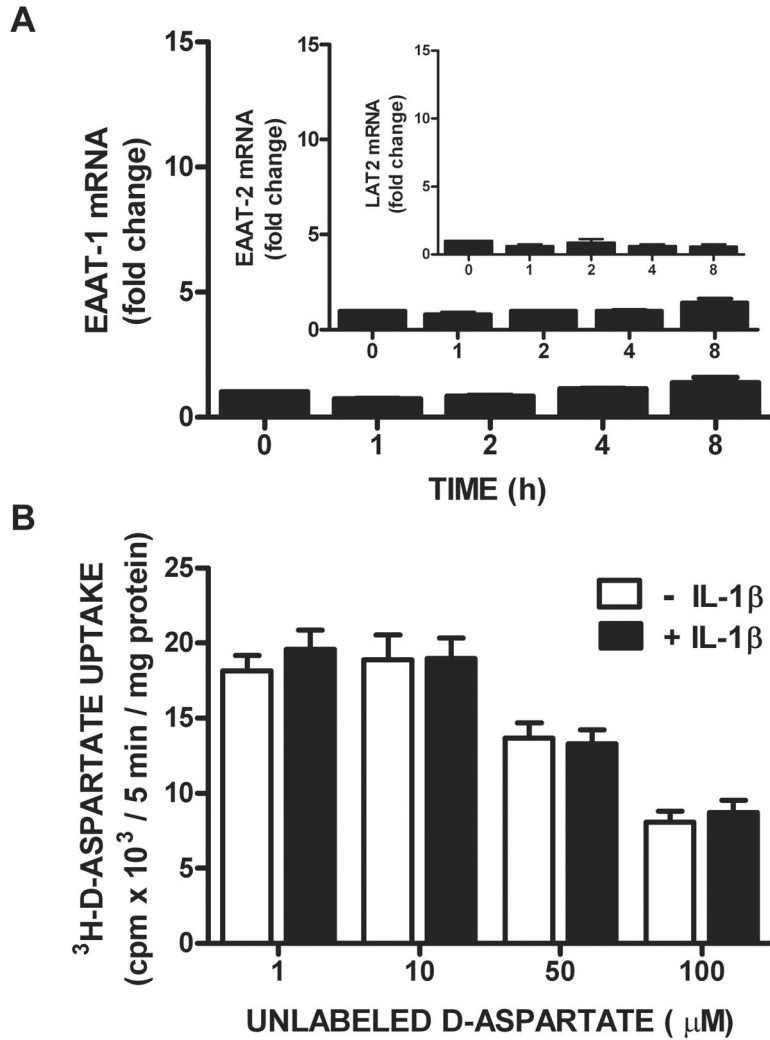 A
EAAT-1 mRNA
(fold change)
15
10
5
0
0 1 2 4 8
TIME (h)
EAAT-2 mRNA
(fold change)
15
10
5
0
0 1 2 4 8
LAT2 mRNA
(fold change)
15
10
5
0
0 1 2 4 8
B
³H-D-ASPARTATE UPTAKE
(cpm x 10³ / 5 min / mg protein)
25
20
15
10
5
0
- IL-1β
+ IL-1β
1 10 50 100
UNLABELED D-ASPARTATE ( μM)